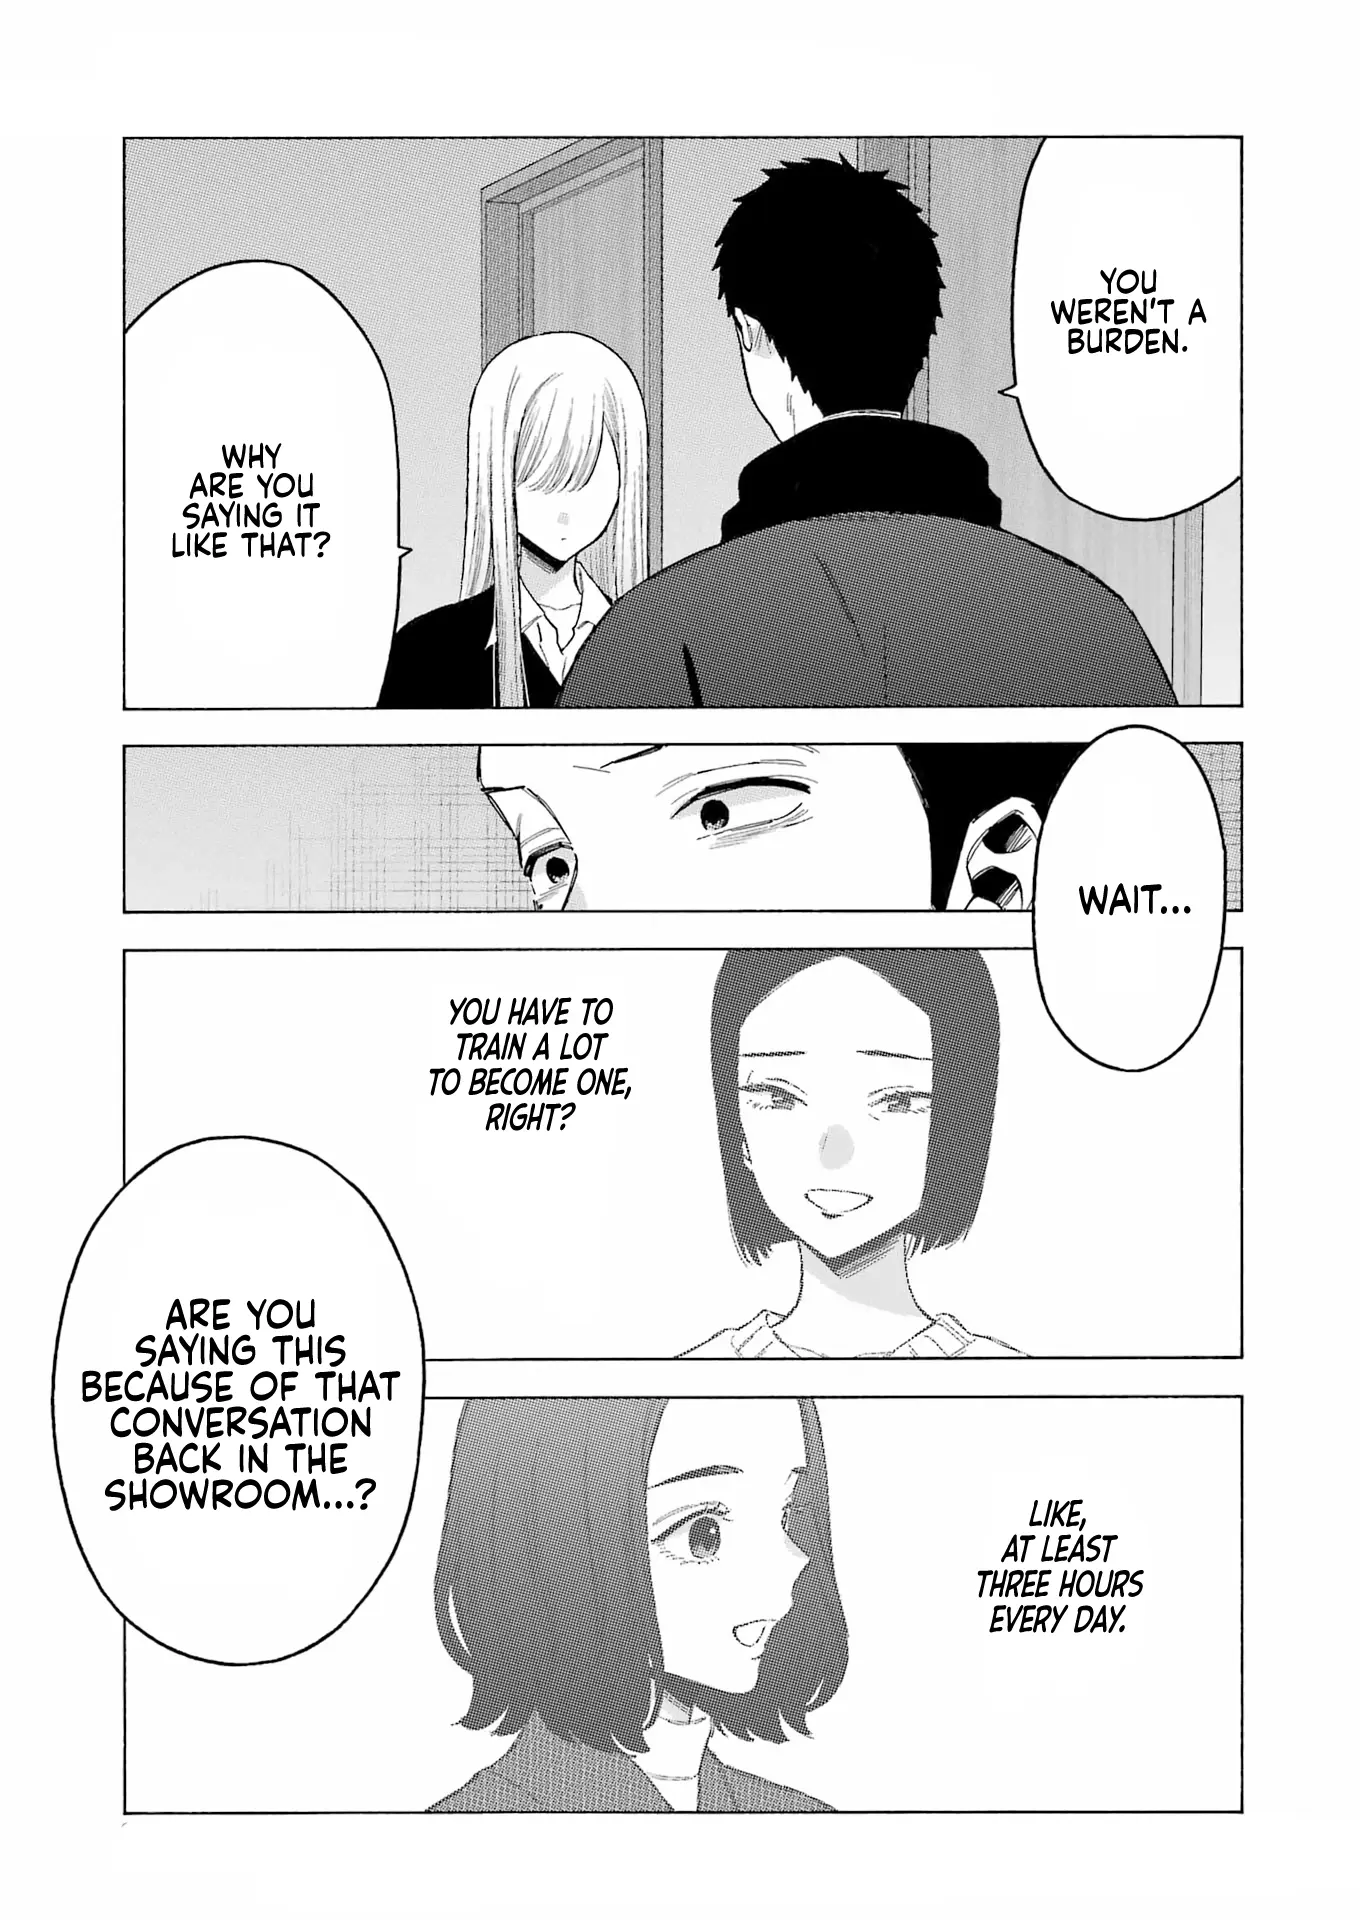 YOU
WEREN'T A
BURDEN.
WHY
ARE YOU
SAYING IT
LIKE THAT?
WAIT...
YOU HAVE TO
TRAIN A LOT
TO BECOME ONE,
RIGHT?
ARE YOU
SAYING THIS
BECAUSE OF THAT
CONVERSATION
BACK IN THE
SHOWROOM...?
LIKE,
AT LEAST
THREE HOURS
EVERY DAY.